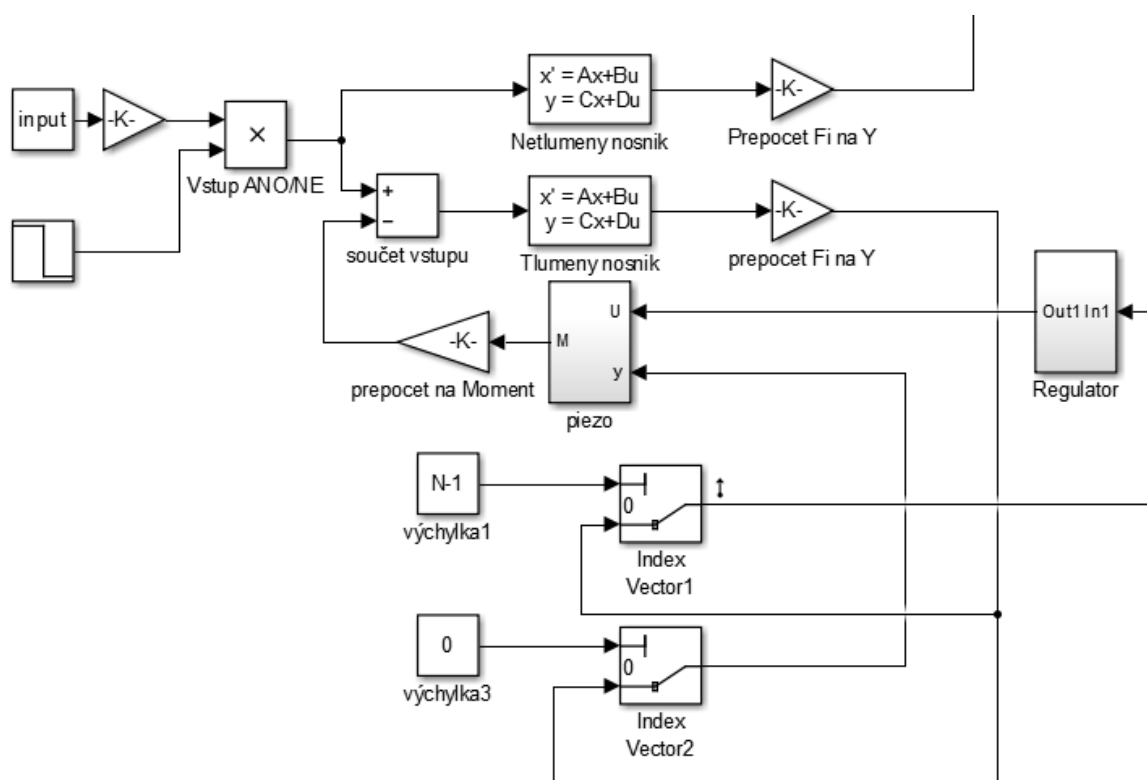 input
-K-
×
Vstup ANO/NE
x' = Ax+Bu
y = Cx+Du
Netlumeny nosnik
-K-
Prepocet Fi na Y
+
−
součet vstupu
x' = Ax+Bu
y = Cx+Du
Tlumeny nosnik
-K-
prepocet Fi na Y
-K-
prepocet na Moment
U
M
y
piezo
Out1 In1
Regulator
N-1
výchylka1
0
Index
Vector1
0
výchylka3
0
Index
Vector2